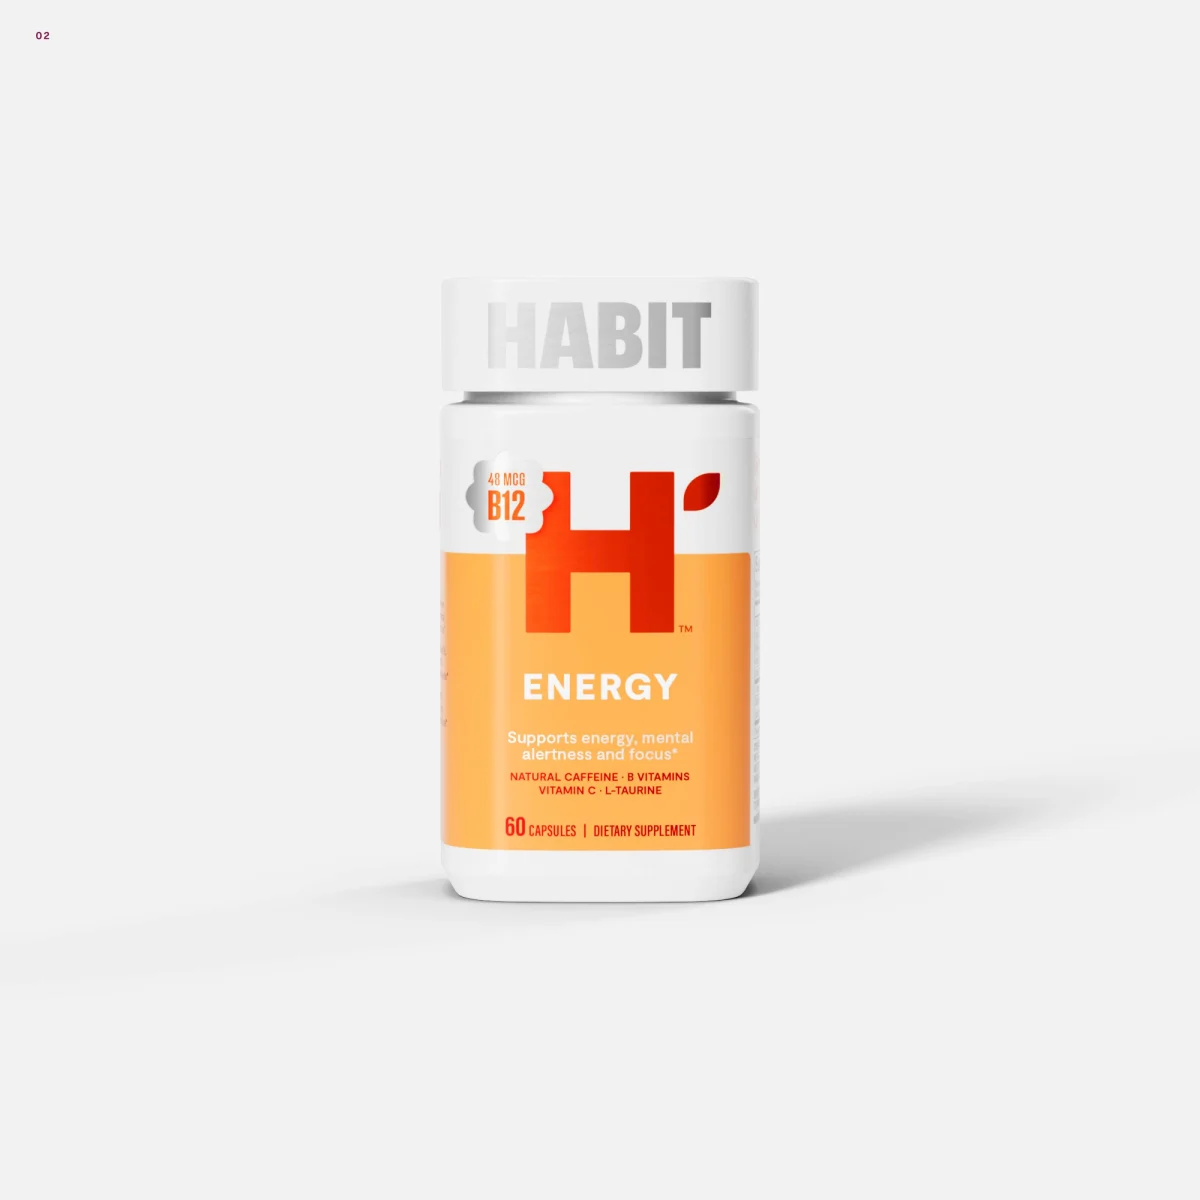 02
HABIT
48 MCG
B12
H
TM
ENERGY
Supports energy, mental
alertness and focus*
NATURAL CAFFEINE · B VITAMINS
VITAMIN C · L-TAURINE
60 CAPSULES | DIETARY SUPPLEMENT